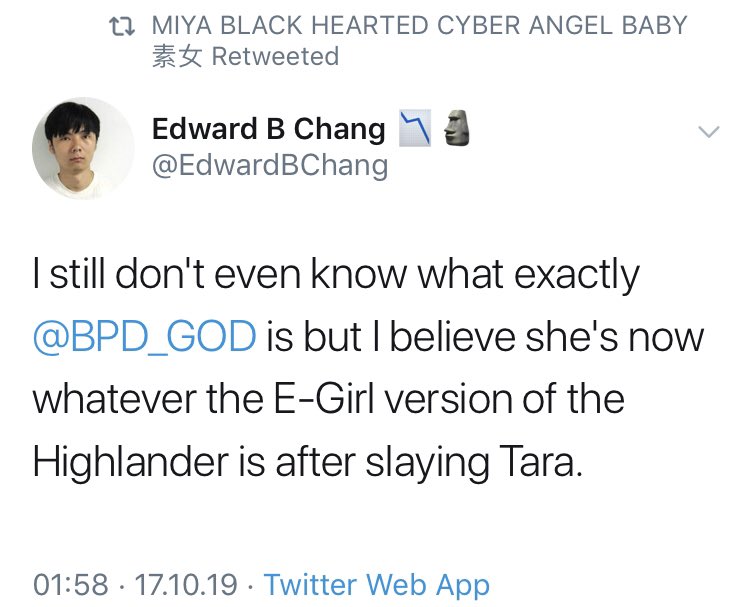 MIYA BLACK HEARTED CYBER ANGEL BABY
素女 Retweeted
Edward B Chang 📉 🗿
@EdwardBChang
I still don't even know what exactly
@BPD_GOD is but I believe she's now
whatever the E-Girl version of the
Highlander is after slaying Tara.
01:58 · 17.10.19 · Twitter Web App